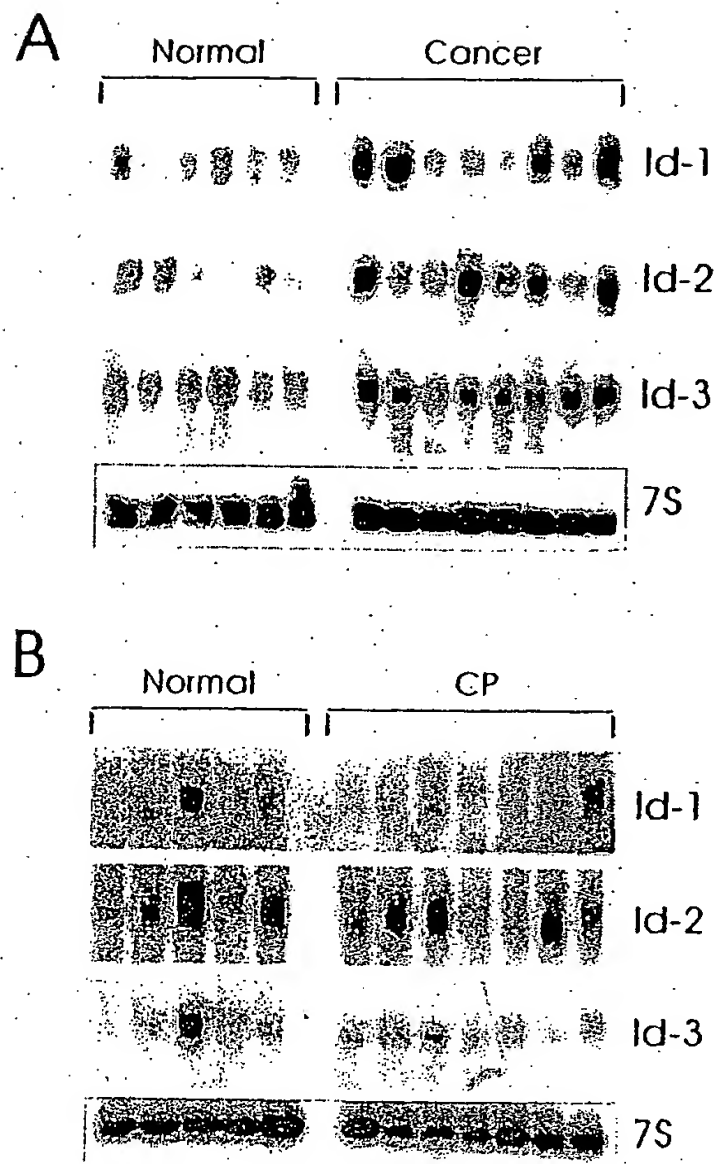 A
Normal Cancer
Id-1
Id-2
Id-3
7S
B
Normal CP
Id-1
Id-2
Id-3
7S